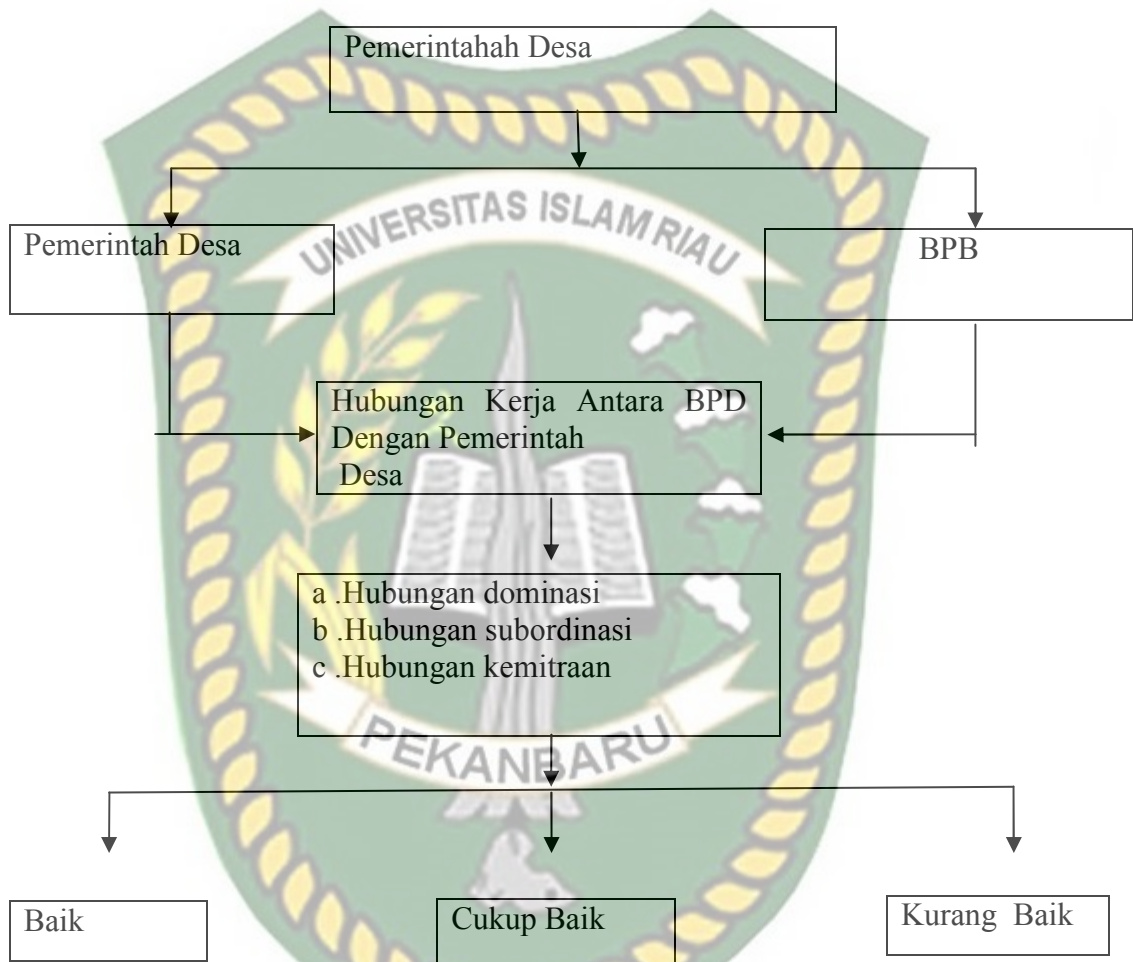 Pemerintahah Desa
UNIVERSITAS ISLAM RIAU
Pemerintah Desa
BPB
Hubungan Kerja Antara BPD
Dengan Pemerintah
Desa
a .Hubungan dominasi
b .Hubungan subordinasi
c .Hubungan kemitraan
PEKANBARU
Baik
Cukup Baik
Kurang Baik